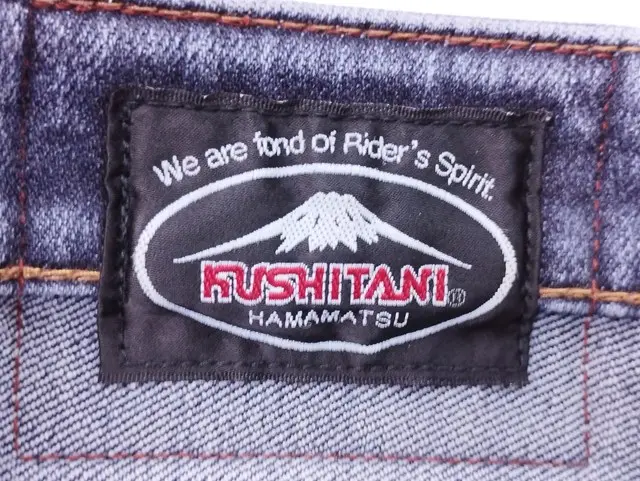 We are fond of Rider's Spirit.
KUSHITANI®
HAMAMATSU